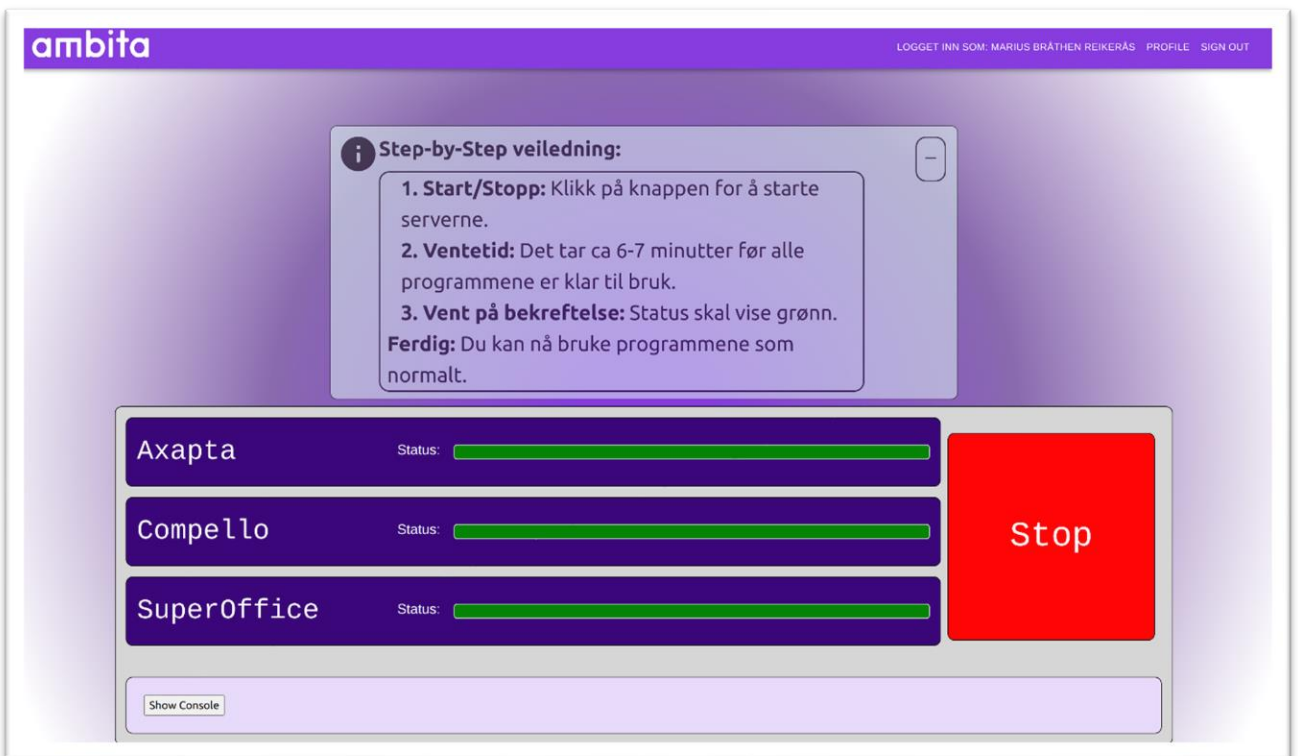 ambita
LOGGET INN SOM: MARIUS BRÅTHEN REIKERÅS PROFILE SIGN OUT
Step-by-Step veiledning:
1. Start/Stopp: Klikk på knappen for å starte
serverne.
2. Ventetid: Det tar ca 6-7 minutter før alle
programmene er klar til bruk.
3. Vent på bekreftelse: Status skal vise grønn.
Ferdig: Du kan nå bruke programmene som
normalt.
Axapta Status:
Compello Status:
SuperOffice Status:
Stop
Show Console